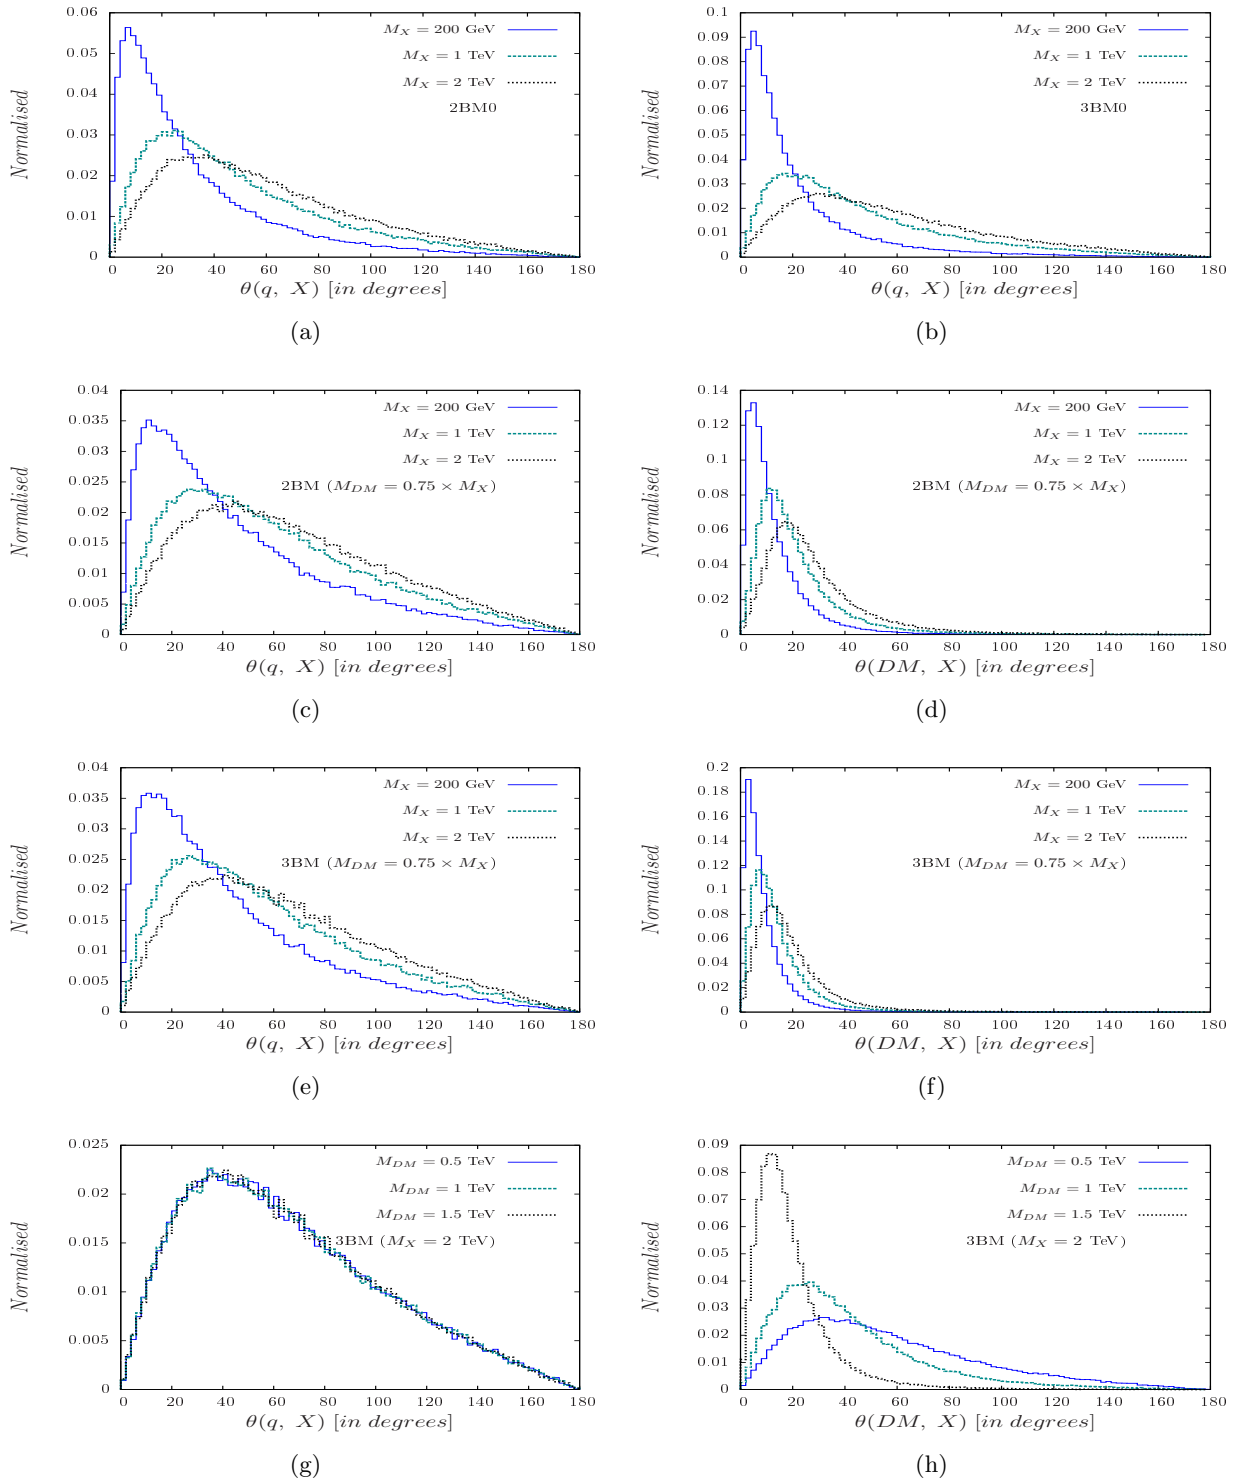 0.06
0.05
0.04
0.03
0.02
0.01
0
Normalised
M_X = 200 GeV
M_X = 1 TeV
M_X = 2 TeV
2BM0
0 20 40 60 80 100 120 140 160 180
θ(q, X) [in degrees]
(a)
0.1
0.09
0.08
0.07
0.06
0.05
0.04
0.03
0.02
0.01
0
Normalised
M_X = 200 GeV
M_X = 1 TeV
M_X = 2 TeV
3BM0
0 20 40 60 80 100 120 140 160 180
θ(q, X) [in degrees]
(b)
0.04
0.035
0.03
0.025
0.02
0.015
0.01
0.005
0
Normalised
M_X = 200 GeV
M_X = 1 TeV
M_X = 2 TeV
2BM (M_DM = 0.75 × M_X)
0 20 40 60 80 100 120 140 160 180
θ(q, X) [in degrees]
(c)
0.14
0.12
0.1
0.08
0.06
0.04
0.02
0
Normalised
M_X = 200 GeV
M_X = 1 TeV
M_X = 2 TeV
2BM (M_DM = 0.75 × M_X)
0 20 40 60 80 100 120 140 160 180
θ(DM, X) [in degrees]
(d)
0.04
0.035
0.03
0.025
0.02
0.015
0.01
0.005
0
Normalised
M_X = 200 GeV
M_X = 1 TeV
M_X = 2 TeV
3BM (M_DM = 0.75 × M_X)
0 20 40 60 80 100 120 140 160 180
θ(q, X) [in degrees]
(e)
0.2
0.18
0.16
0.14
0.12
0.1
0.08
0.06
0.04
0.02
0
Normalised
M_X = 200 GeV
M_X = 1 TeV
M_X = 2 TeV
3BM (M_DM = 0.75 × M_X)
0 20 40 60 80 100 120 140 160 180
θ(DM, X) [in degrees]
(f)
0.025
0.02
0.015
0.01
0.005
0
Normalised
M_DM = 0.5 TeV
M_DM = 1 TeV
M_DM = 1.5 TeV
3BM (M_X = 2 TeV)
0 20 40 60 80 100 120 140 160 180
θ(q, X) [in degrees]
(g)
0.09
0.08
0.07
0.06
0.05
0.04
0.03
0.02
0.01
0
Normalised
M_DM = 0.5 TeV
M_DM = 1 TeV
M_DM = 1.5 TeV
3BM (M_X = 2 TeV)
0 20 40 60 80 100 120 140 160 180
θ(DM, X) [in degrees]
(h)